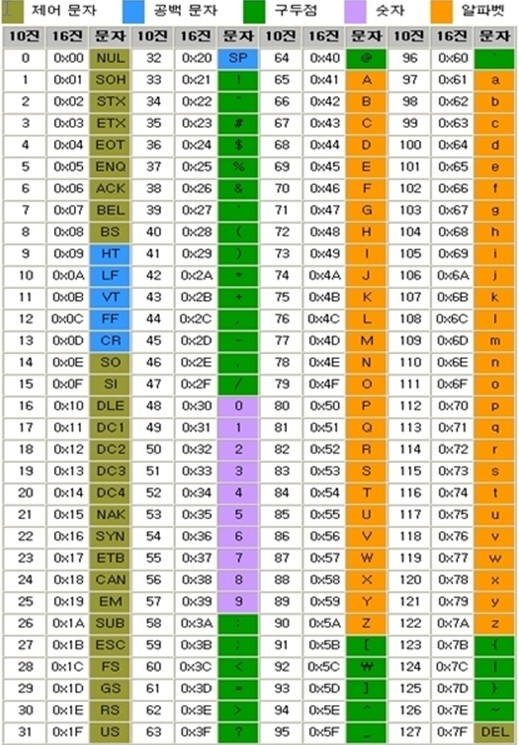 제어 문자 공백 문자 구두점 숫자 알파벳
10진 16진 문자 10진 16진 문자 10진 16진 문자 10진 16진 문자
0 0x00 NUL 32 0x20 SP 64 0x40 @ 96 0x60 `
1 0x01 SOH 33 0x21 ! 65 0x41 A 97 0x61 a
2 0x02 STX 34 0x22 " 66 0x42 B 98 0x62 b
3 0x03 ETX 35 0x23 # 67 0x43 C 99 0x63 c
4 0x04 EOT 36 0x24 $ 68 0x44 D 100 0x64 d
5 0x05 ENQ 37 0x25 % 69 0x45 E 101 0x65 e
6 0x06 ACK 38 0x26 & 70 0x46 F 102 0x66 f
7 0x07 BEL 39 0x27 ' 71 0x47 G 103 0x67 g
8 0x08 BS 40 0x28 ( 72 0x48 H 104 0x68 h
9 0x09 HT 41 0x29 ) 73 0x49 I 105 0x69 i
10 0x0A LF 42 0x2A * 74 0x4A J 106 0x6A j
11 0x0B VT 43 0x2B + 75 0x4B K 107 0x6B k
12 0x0C FF 44 0x2C , 76 0x4C L 108 0x6C l
13 0x0D CR 45 0x2D - 77 0x4D M 109 0x6D m
14 0x0E SO 46 0x2E . 78 0x4E N 110 0x6E n
15 0x0F SI 47 0x2F / 79 0x4F O 111 0x6F o
16 0x10 DLE 48 0x30 0 80 0x50 P 112 0x70 p
17 0x11 DC1 49 0x31 1 81 0x51 Q 113 0x71 q
18 0x12 DC2 50 0x32 2 82 0x52 R 114 0x72 r
19 0x13 DC3 51 0x33 3 83 0x53 S 115 0x73 s
20 0x14 DC4 52 0x34 4 84 0x54 T 116 0x74 t
21 0x15 NAK 53 0x35 5 85 0x55 U 117 0x75 u
22 0x16 SYN 54 0x36 6 86 0x56 V 118 0x76 v
23 0x17 ETB 55 0x37 7 87 0x57 W 119 0x77 w
24 0x18 CAN 56 0x38 8 88 0x58 X 120 0x78 x
25 0x19 EM 57 0x39 9 89 0x59 Y 121 0x79 y
26 0x1A SUB 58 0x3A : 90 0x5A Z 122 0x7A z
27 0x1B ESC 59 0x3B ; 91 0x5B [ 123 0x7B {
28 0x1C FS 60 0x3C < 92 0x5C ₩ 124 0x7C |
29 0x1D GS 61 0x3D = 93 0x5D ] 125 0x7D }
30 0x1E RS 62 0x3E > 94 0x5E ^ 126 0x7E ~
31 0x1F US 63 0x3F ? 95 0x5F _ 127 0x7F DEL